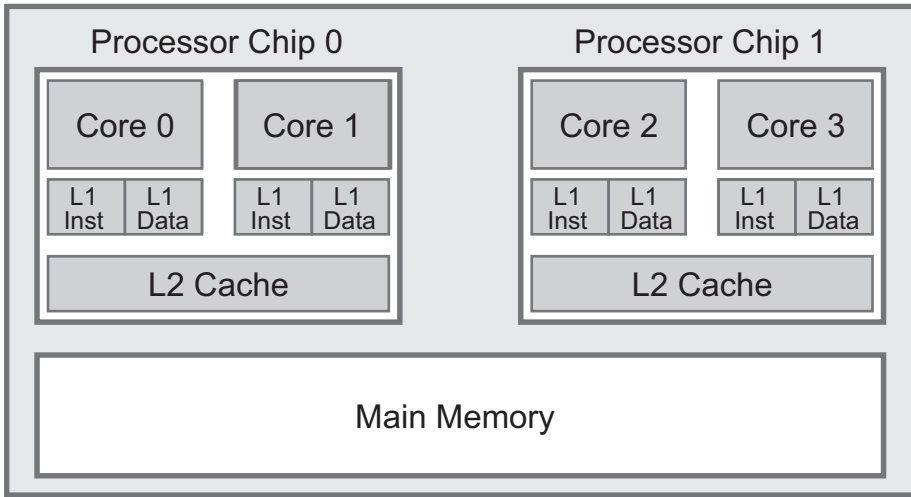 Processor Chip 0
Processor Chip 1
Core 0
Core 1
Core 2
Core 3
L1
Inst
L1
Data
L1
Inst
L1
Data
L1
Inst
L1
Data
L1
Inst
L1
Data
L2 Cache
L2 Cache
Main Memory